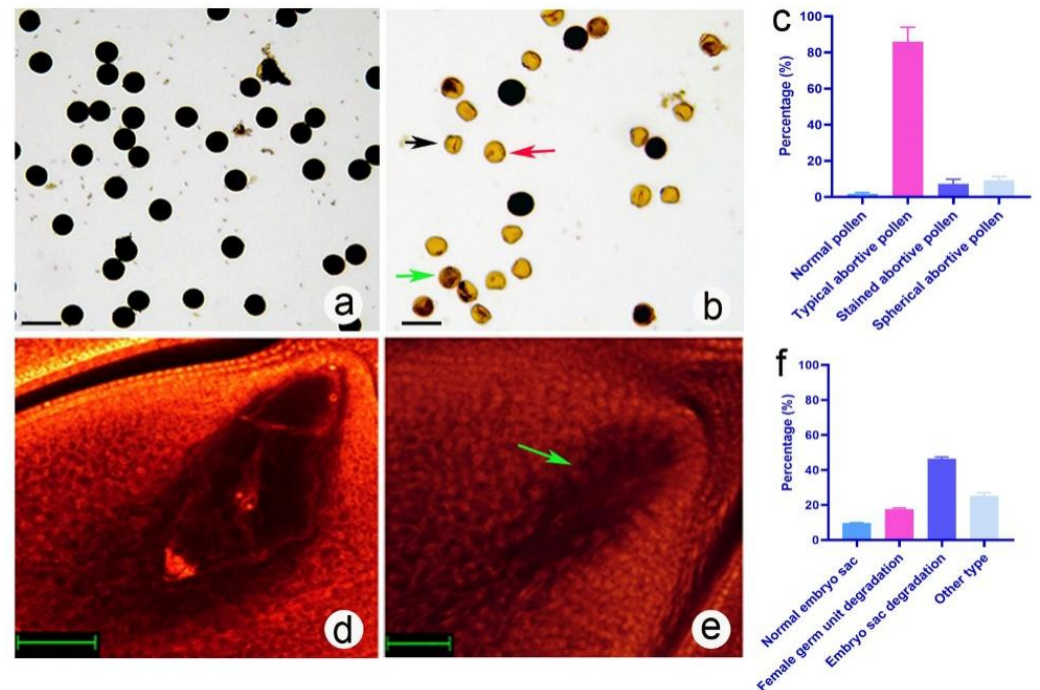 a
b
c
Percentage (%)
100
80
60
40
20
0
Normal pollen
Typical abortive pollen
Stained abortive pollen
Spherical abortive pollen
d
e
f
Percentage (%)
100
80
60
40
20
0
Normal embryo sac
Female germ unit degradation
Embryo sac degradation
Other type